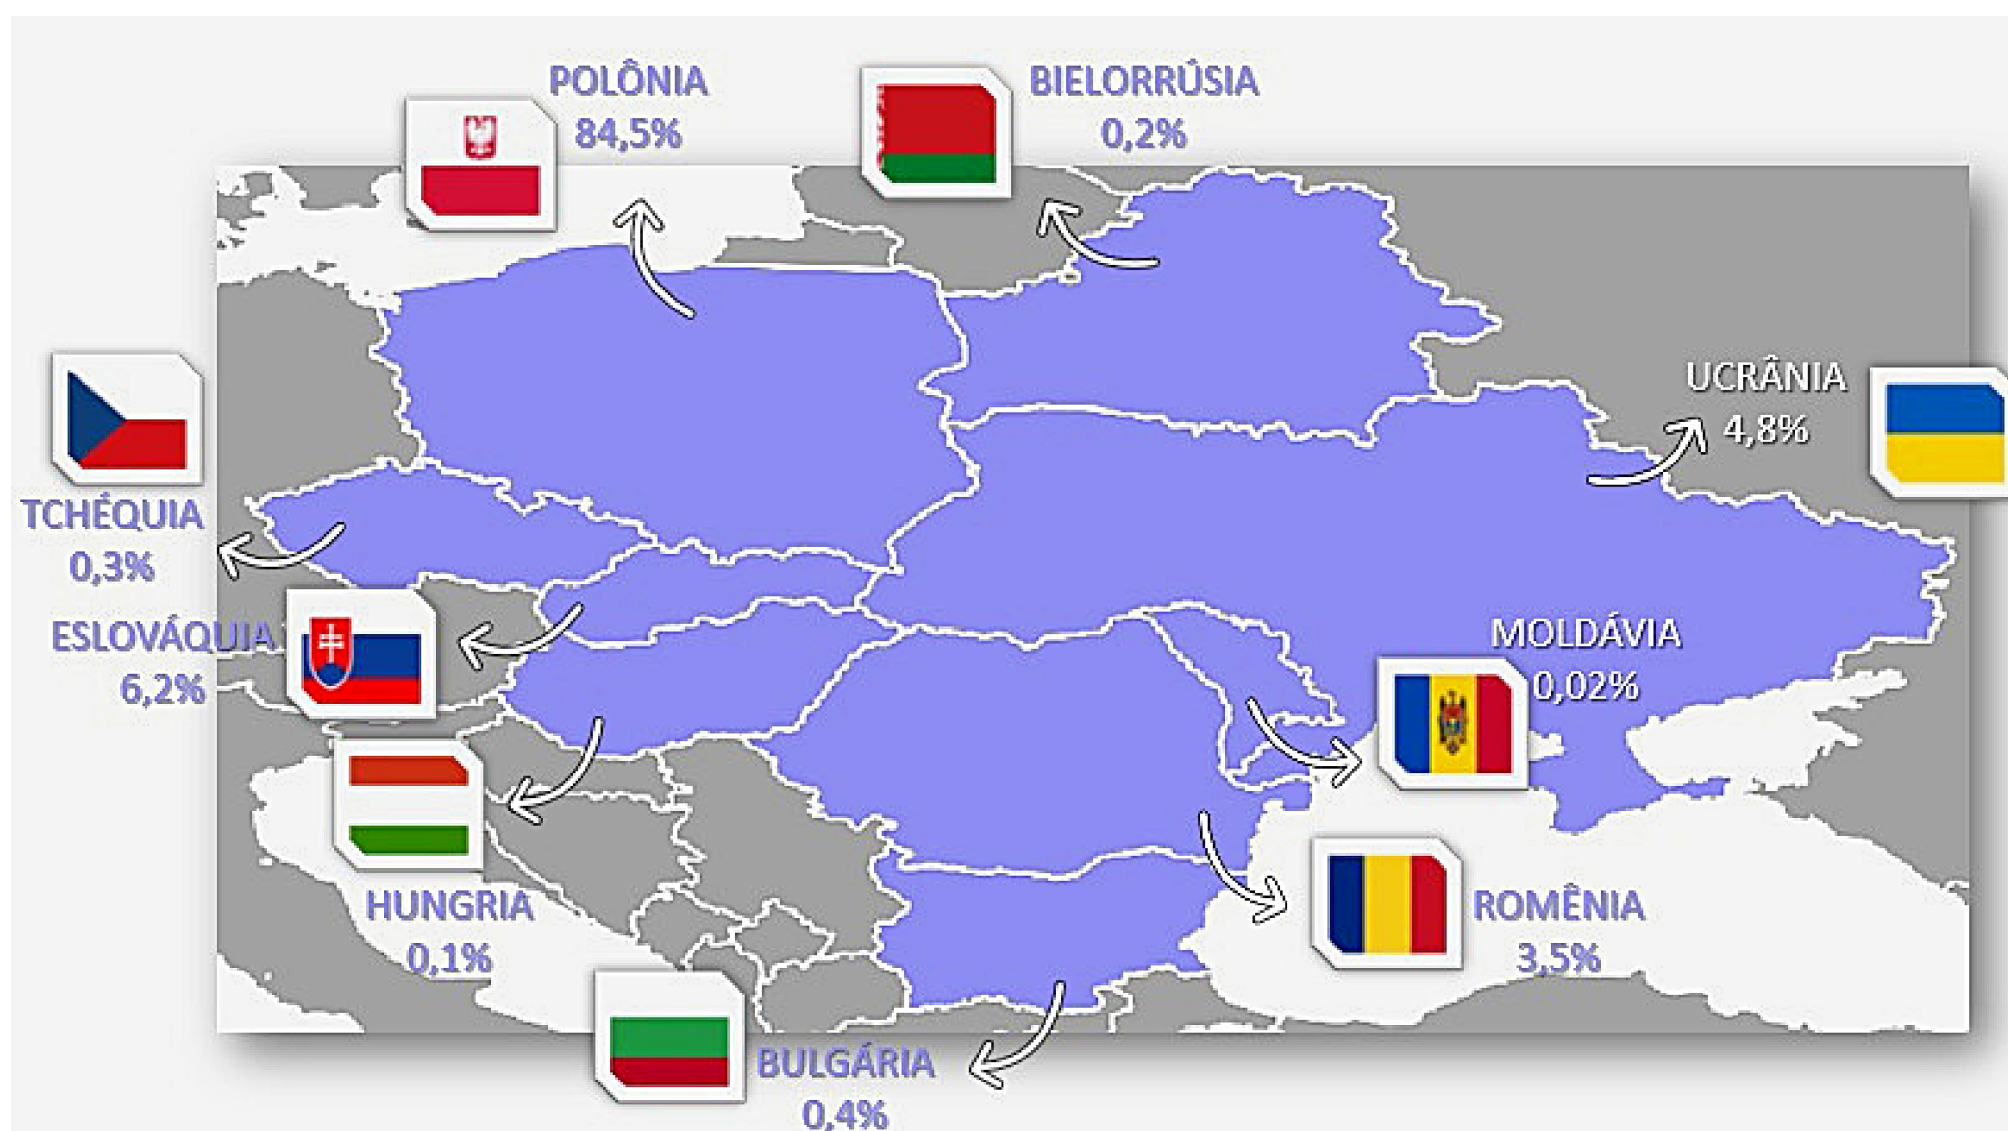 POLÔNIA
84,5%
BIELORRÚSIA
0,2%
UCRÂNIA
4,8%
TCHÉQUIA
0,3%
ESLOVÁQUIA
6,2%
MOLDÁVIA
0,02%
HUNGRIA
0,1%
ROMÊNIA
3,5%
BULGÁRIA
0,4%